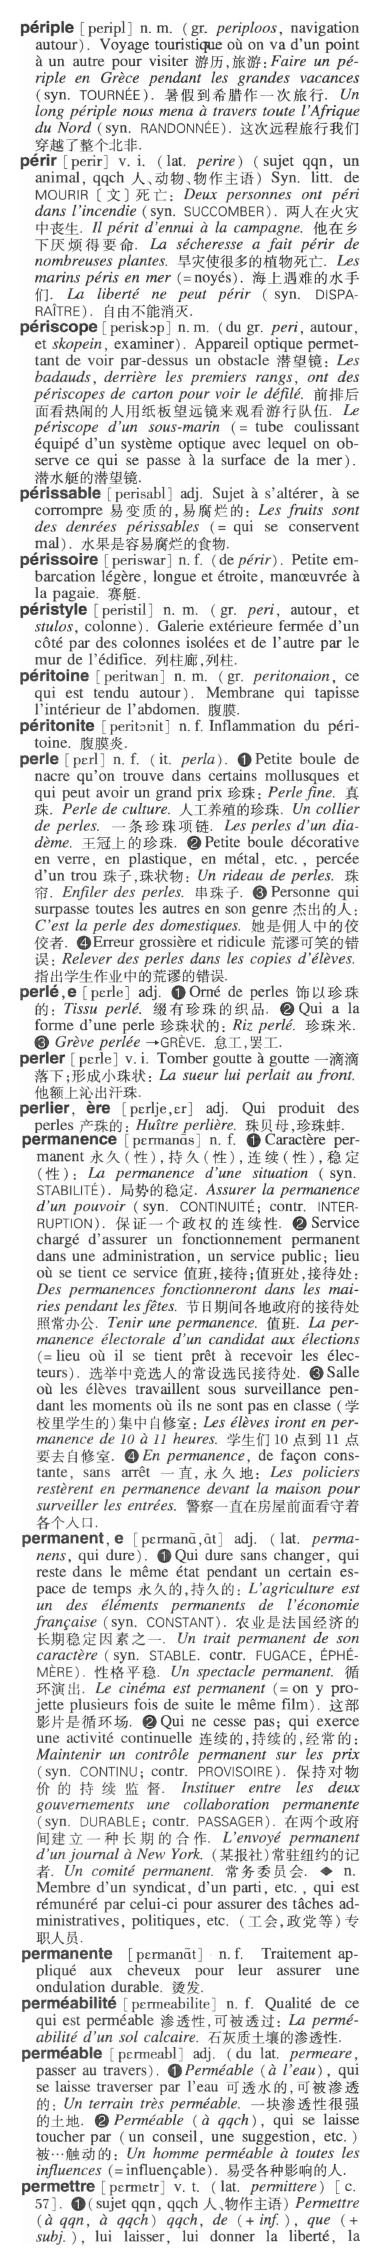 périple [peripl] n. m. (gr. periploos, navigation
autour). Voyage touristique où on va d'un point
à un autre pour visiter 游历,旅游: Faire un pé-
riple en Grèce pendant les grandes vacances
(syn. TOURNÉE). 暑假到希腊作一次旅行. Un
long périple nous mena à travers toute l'Afrique
du Nord (syn. RANDONNÉE). 这次远程旅行我们
穿越了整个北非.
périr [perir] v. i. (lat. perire) (sujet qqn, un
animal, qqch 人、动物、物作主语) Syn. litt. de
MOURIR [文] 死亡: Deux personnes ont péri
dans l'incendie (syn. SUCCOMBER). 两人在火灾
中丧生. Il périt d'ennui à la campagne. 他在乡
下厌烦得要命. La sécheresse a fait périr de
nombreuses plantes. 旱灾使很多的植物死亡. Les
marins péris en mer (=noyés). 海上遇难的水手
们. La liberté ne peut périr (syn. DISPA-
RAÎTRE). 自由不能消灭.
périscope [periskɔp] n. m. (du gr. peri, autour,
et skopein, examiner). Appareil optique permet-
tant de voir par-dessus un obstacle 潜望镜: Les
badauds, derrière les premiers rangs, ont des
périscopes de carton pour voir le défilé. 前排后
面看热闹的人用纸板望远镜来观看游行队伍. Le
périscope d'un sous-marin (= tube coulissant
équipé d'un système optique avec lequel on ob-
serve ce qui se passe à la surface de la mer).
潜水艇的潜望镜.
périssable [perisabl] adj. Sujet à s'altérer, à se
corrompre 易变质的,易腐烂的: Les fruits sont
des denrées périssables (= qui se conservent
mal). 水果是容易腐烂的食物.
périssoire [periswar] n. f. (de périr). Petite em-
barcation légère, longue et étroite, manœuvrée à
la pagaie. 赛艇.
péristyle [peristil] n. m. (gr. peri, autour, et
stulos, colonne). Galerie extérieure fermée d'un
côté par des colonnes isolées et de l'autre par le
mur de l'édifice. 列柱廊,列柱.
péritoine [peritwan] n. m. (gr. peritonaion, ce
qui est tendu autour). Membrane qui tapisse
l'intérieur de l'abdomen. 腹膜.
péritonite [peritɔnit] n. f. Inflammation du péri-
toine. 腹膜炎.
perle [pɛrl] n. f. (it. perla). ❶Petite boule de
nacre qu'on trouve dans certains mollusques et
qui peut avoir un grand prix 珍珠: Perle fine. 真
珠. Perle de culture. 人工养殖的珍珠. Un collier
de perles. 一条珍珠项链. Les perles d'un dia-
dème. 王冠上的珍珠. ❷Petite boule décorative
en verre, en plastique, en métal, etc., percée
d'un trou 珠子,珠状物: Un rideau de perles. 珠
帘. Enfiler des perles. 串珠子. ❸Personne qui
surpasse toutes les autres en son genre 杰出的人:
C'est la perle des domestiques. 她是佣人中的佼
佼者. ❹Erreur grossière et ridicule 荒谬可笑的错
误: Relever des perles dans les copies d'élèves.
指出学生作业中的荒谬的错误.
perlé,e [pɛrle] adj. ❶Orné de perles 饰以珍珠
的: Tissu perlé. 缀有珍珠的织品. ❷Qui a la
forme d'une perle 珍珠状的: Riz perlé. 珍珠米.
❸ Grève perlée →GRÈVE. 怠工,罢工.
perler [pɛrle] v. i. Tomber goutte à goutte 一滴滴
落下;形成小珠状: La sueur lui perlait au front.
他额上沁出汗珠.
perlier, ère [pɛrlje,ɛr] adj. Qui produit des
perles 产珠的: Huître perlière. 珠贝母,珍珠蚌.
permanence [pɛrmanɑ̃s] n. f. ❶ Caractère per-
manent 永久(性),持久(性),连续(性),稳定
(性): La permanence d'une situation (syn.
STABILITÉ). 局势的稳定. Assurer la permanence
d'un pouvoir (syn. CONTINUITÉ; contr. INTER-
RUPTION). 保证一个政权的连续性. ❷Service
chargé d'assurer un fonctionnement permanent
dans une administration, un service public; lieu
où se tient ce service 值班,接待;值班处,接待处:
Des permanences fonctionneront dans les mai-
ries pendant les fêtes. 节日期间各地政府的接待处
照常办公. Tenir une permanence. 值班. La per-
manence électorale d'un candidat aux élections
(=lieu où il se tient prêt à recevoir les élec-
teurs). 选举中竞选人的常设选民接待处. ❸Salle
où les élèves travaillent sous surveillance pen-
dant les moments où ils ne sont pas en classe (学
校里学生的)集中自修室: Les élèves iront en per-
manence de 10 à 11 heures. 学生们 10 点到 11 点
要去自修室. ❹En permanence, de façon cons-
tante, sans arrêt 一直,永久地: Les policiers
restèrent en permanence devant la maison pour
surveiller les entrées. 警察一直在房屋前面看守着
各个入口.
permanent, e [pɛrmanɑ̃,ɑ̃t] adj. (lat. perma-
nens, qui dure). ❶Qui dure sans changer, qui
reste dans le même état pendant un certain es-
pace de temps 永久的,持久的: L'agriculture est
un des éléments permanents de l'économie
française (syn. CONSTANT). 农业是法国经济的
长期稳定因素之一. Un trait permanent de son
caractère (syn. STABLE. contr. FUGACE, ÉPHÉ-
MÈRE). 性格平稳. Un spectacle permanent. 循
环演出. Le cinéma est permanent (=on y pro-
jette plusieurs fois de suite le même film). 这部
影片是循环场. ❷Qui ne cesse pas; qui exerce
une activité continuelle 连续的,持续的,经常的:
Maintenir un contrôle permanent sur les prix
(syn. CONTINU; contr. PROVISOIRE). 保持对物
价的持续监督. Instituer entre les deux
gouvernements une collaboration permanente
(syn. DURABLE; contr. PASSAGER). 在两个政府
间建立一种长期的合作. L'envoyé permanent
d'un journal à New York. (某报社)常驻纽约的记
者. Un comité permanent. 常务委员会. ◆ n.
Membre d'un syndicat, d'un parti, etc., qui est
rémunéré par celui-ci pour assurer des tâches ad-
ministratives, politiques, etc. (工会,政党等)专
职人员.
permanente [pɛrmanɑ̃t] n. f. Traitement ap-
pliqué aux cheveux pour leur assurer une
ondulation durable. 烫发.
perméabilité [pɛrmeabilite] n. f. Qualité de ce
qui est perméable 渗透性,可被透过: La permé-
abilité d'un sol calcaire. 石灰质土壤的渗透性.
perméable [pɛrmeabl] adj. (du lat. permeare,
passer au travers). ❶Perméable (à l'eau), qui
se laisse traverser par l'eau 可透水的,可被渗透
的: Un terrain très perméable. 一块渗透性很强
的土地. ❷ Perméable (à qqch), qui se laisse
toucher par (un conseil, une suggestion, etc.)
被…触动的: Un homme perméable à toutes les
influences (=influençable). 易受各种影响的人.
permettre [pɛrmɛtr] v. t. (lat. permittere) [c.
57]. ❶(sujet qqn, qqch 人、物作主语) Permettre
(à qqn, à qqch) qqch, de (+ inf.), que (+
subj.), lui laisser, lui donner la liberté, la